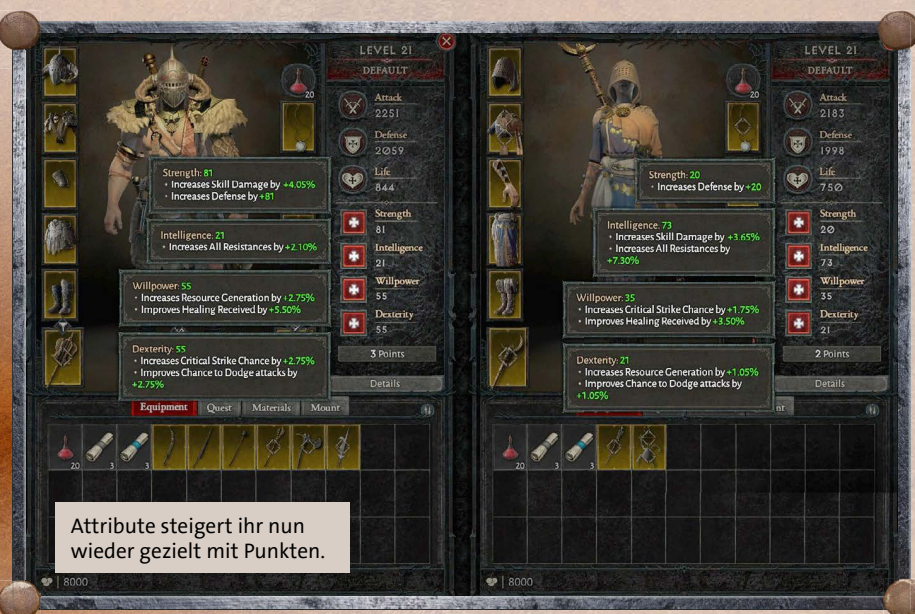 LEVEL 21
DEFAULT
20
Attack
2251
Defense
2059
Life
844
Strength: 81
• Increases Skill Damage by +4.05%
• Increases Defense by +81
Intelligence: 21
• Increases All Resistances by +2.10%
Willpower: 55
• Increases Resource Generation by +2.75%
• Improves Healing Received by +5.50%
Dexterity: 55
• Increases Critical Strike Chance by +2.75%
• Improves Chance to Dodge attacks by
+2.75%
Strength
81
Intelligence
21
Willpower
55
Dexterity
55
3 Points
Details
Equipment Quest Materials Mount
20 3 3
8000
LEVEL 21
DEFAULT
20
Attack
2183
Defense
1998
Life
750
Strength: 20
• Increases Defense by +20
Intelligence: 73
• Increases Skill Damage by +3.65%
• Increases All Resistances by
+7.30%
Willpower: 35
• Increases Critical Strike Chance by +1.75%
• Improves Healing Received by +3.50%
Dexterity: 21
• Increases Resource Generation by +1.05%
• Improves Chance to Dodge attacks by
+1.05%
Strength
20
Intelligence
73
Willpower
35
Dexterity
21
2 Points
Details
nt
20 3 3
8000
Attribute steigert ihr nun
wieder gezielt mit Punkten.